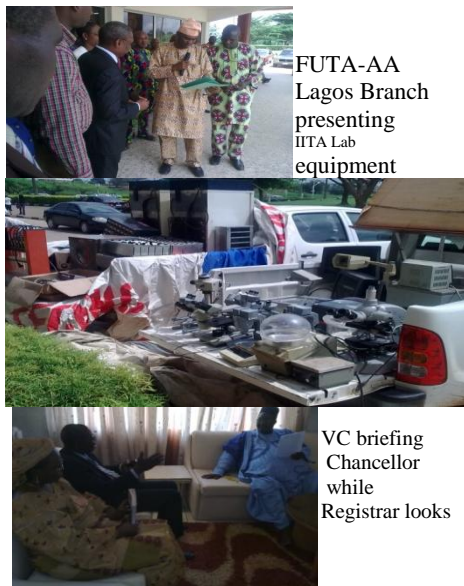 FUTA-AA
Lagos Branch
presenting
IITA Lab
equipment
VC briefing
Chancellor
while
Registrar looks